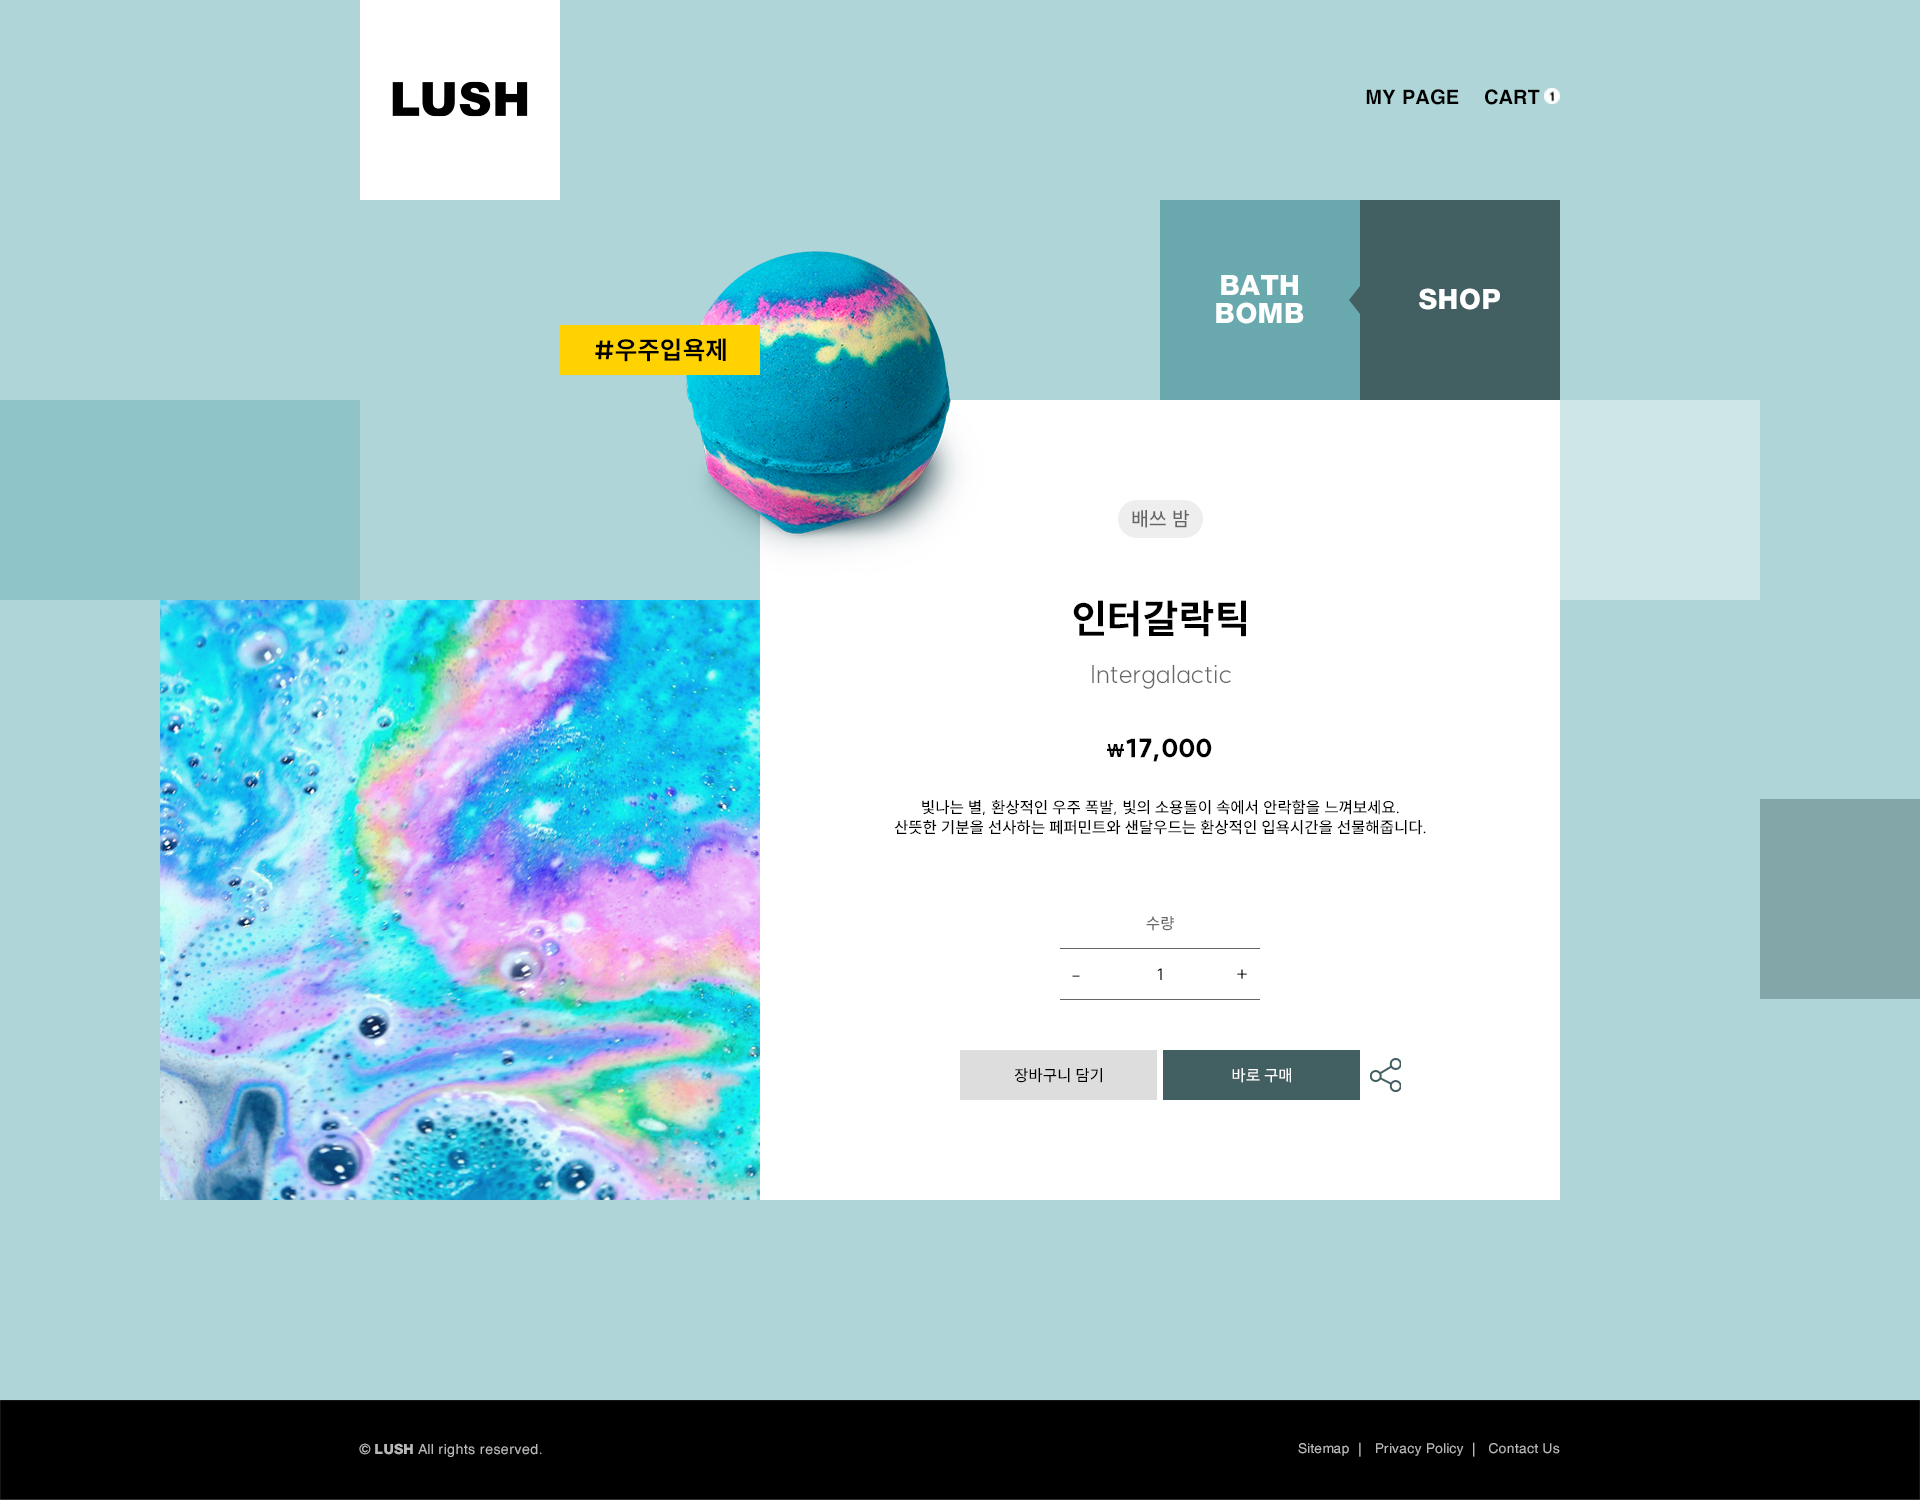 LUSH
MY PAGE
CART 1
BATH
BOMB
SHOP
#우주입욕제
배쓰 밤
인터갈락틱
Intergalactic
₩17,000
빛나는 별, 환상적인 우주 폭발, 빛의 소용돌이 속에서 안락함을 느껴보세요.
산뜻한 기분을 선사하는 페퍼민트와 샌달우드는 환상적인 입욕시간을 선물해줍니다.
수량
- 1 +
장바구니 담기
바로 구매
© LUSH All rights reserved.
Sitemap | Privacy Policy | Contact Us